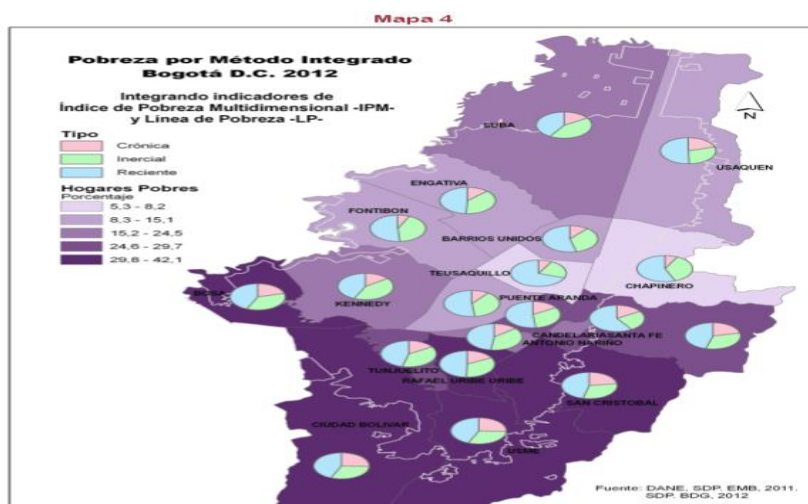 Mapa 4
Pobreza por Método Integrado
Bogotá D.C. 2012
Integrando indicadores de
Índice de Pobreza Multidimensional -IPM-
y Línea de Pobreza -LP-
Tipo
Crónica
Inercial
Reciente
Hogares Pobres
Porcentaje
5,3 - 8,2
8,3 - 15,1
15,2 - 24,5
24,6 - 29,7
29,8 - 42,1
N
SUBA
USAQUEN
ENGATIVA
FONTIBON
BARRIOS UNIDOS
TEUSAQUILLO
CHAPINERO
BOSA
KENNEDY
PUENTE ARANDA
CANDELARIA SANTA FE
ANTONIO NARIÑO
TUNJUELITO
RAFAEL URIBE URIBE
SAN CRISTOBAL
CIUDAD BOLIVAR
USME
Fuente: DANE, SDP. EMB, 2011.
SDP. BDG, 2012